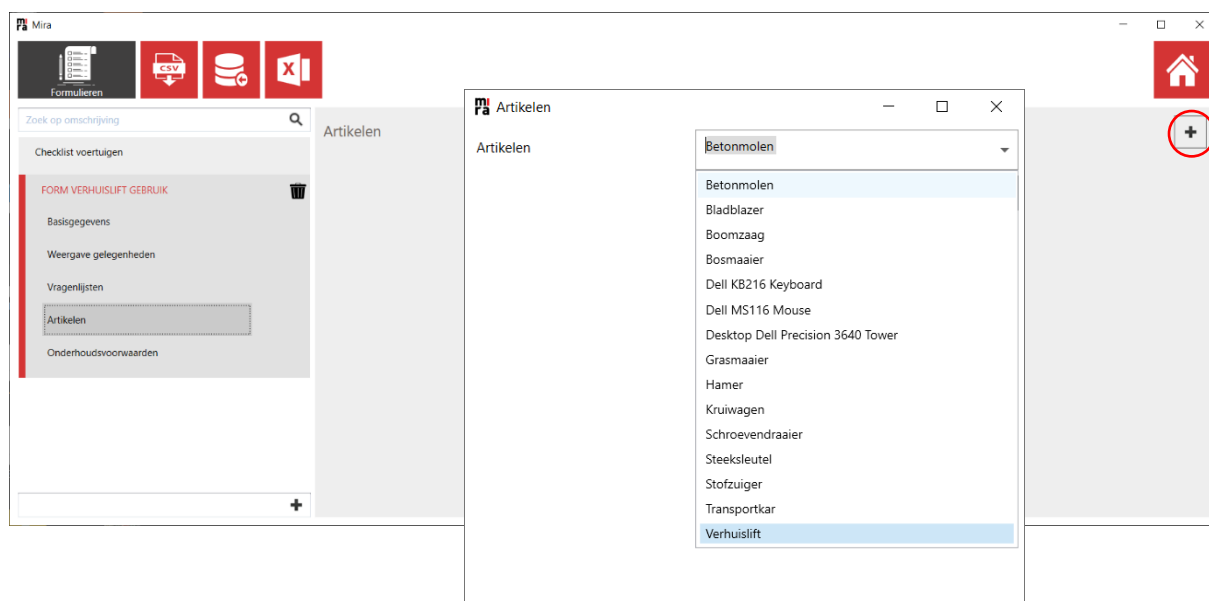 Mira
Formulieren
CSV
X
Zoek op omschrijving
Checklist voertuigen
FORM VERHUISLIFT GEBRUIK
Basisgegevens
Weergave gelegenheden
Vragenlijsten
Artikelen
Onderhoudsvoorwaarden
Artikelen
mira Artikelen
Artikelen
Betonmolen
Betonmolen
Bladblazer
Boomzaag
Bosmaaier
Dell KB216 Keyboard
Dell MS116 Mouse
Desktop Dell Precision 3640 Tower
Grasmaaier
Hamer
Kruiwagen
Schroevendraaier
Steeksleutel
Stofzuiger
Transportkar
Verhuislift